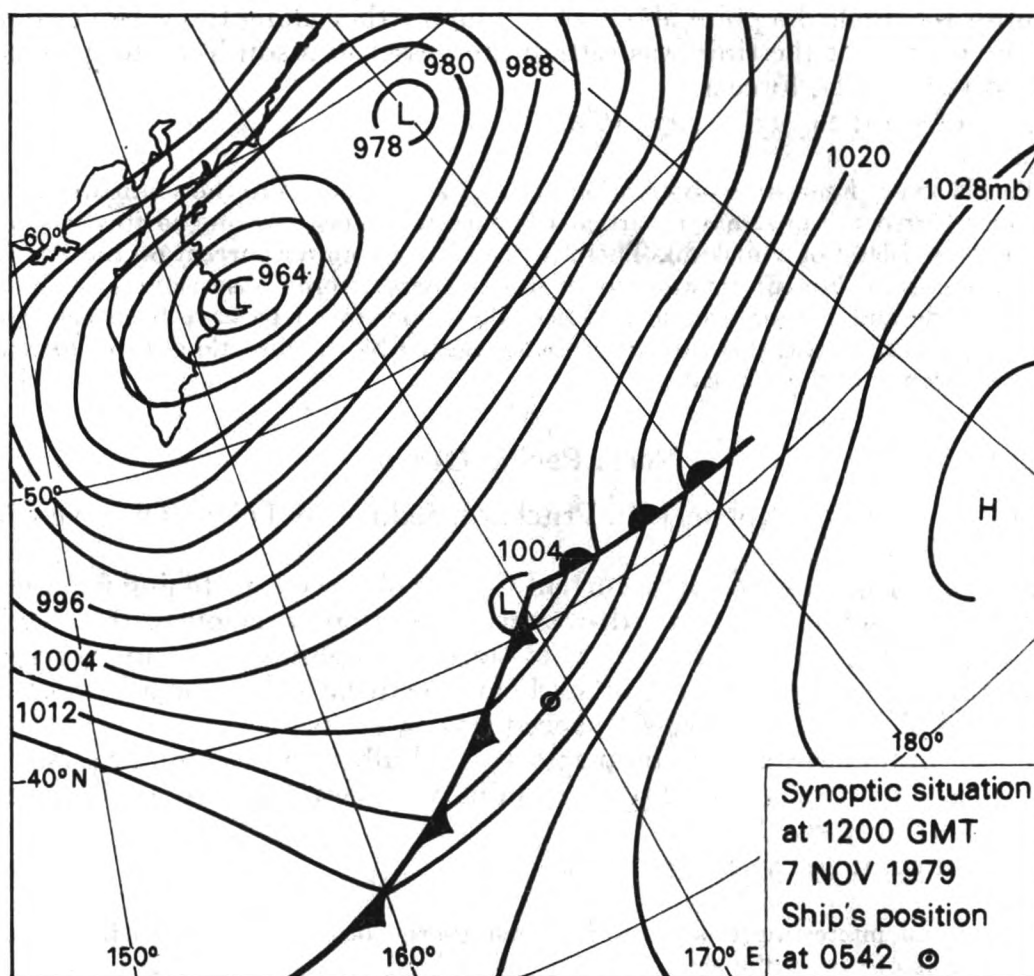 980 988
L
978
1020
1028mb
60°
964
L
H
50°
1004
L
996
1004
1012
40°N
180°
150° 160° 170° E
Synoptic situation
at 1200 GMT
7 NOV 1979
Ship's position
at 0542